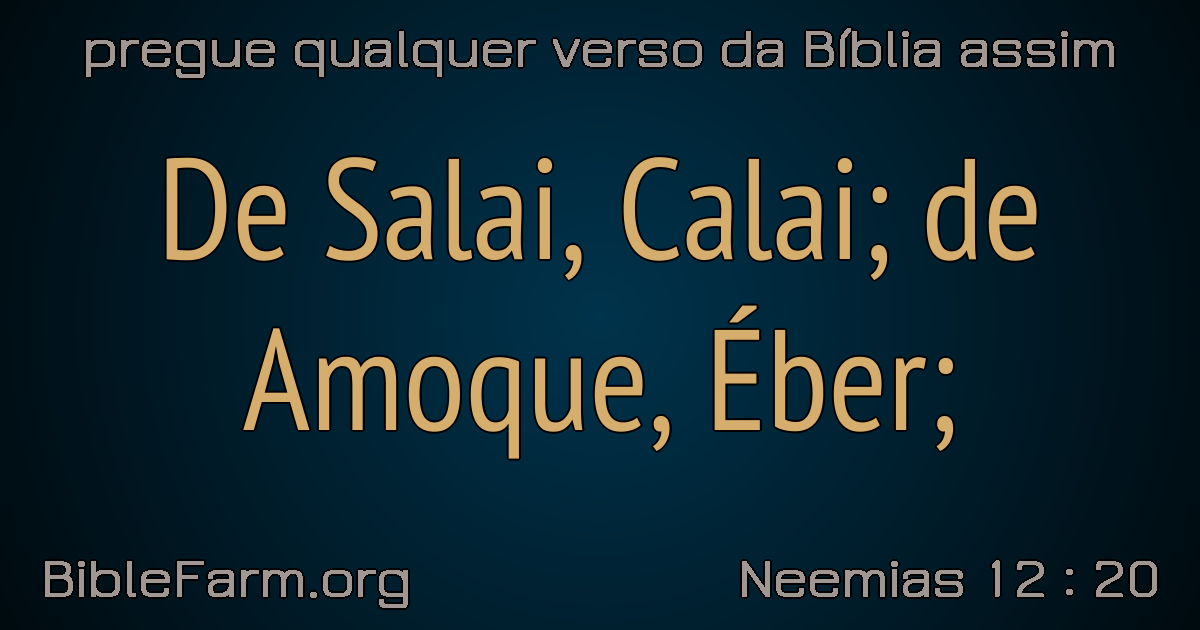 pregue qualquer verso da Bíblia assim
De Salai, Calai; de
Amoque, Éber;
BibleFarm.org
Neemias 12 : 20